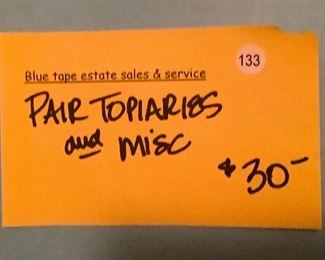 133
Blue tape estate sales & service
PAIR TOPIARIES
and MISC
$30-